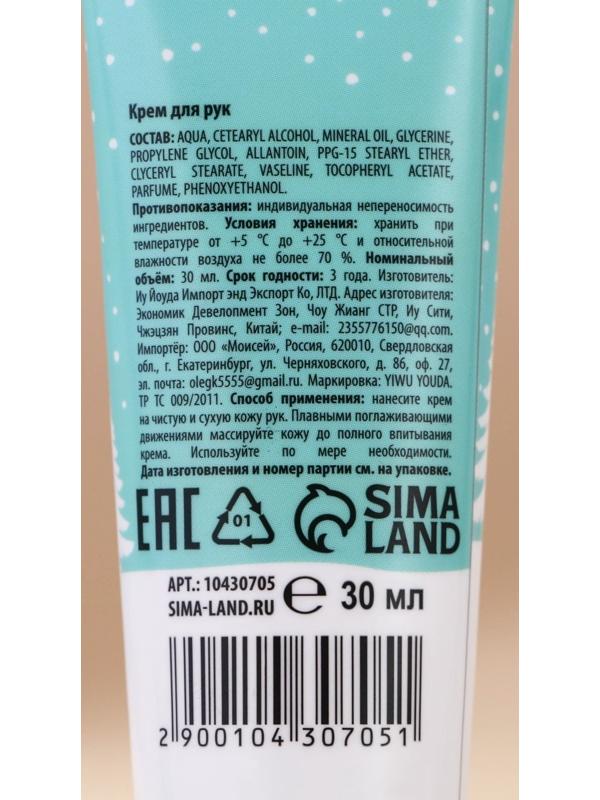 Крем для рук
СОСТАВ: AQUA, CETEARYL ALCOHOL, MINERAL OIL, GLYCERINE,
PROPYLENE GLYCOL, ALLANTOIN, PPG-15 STEARYL ETHER,
CLYCERYL STEARATE, VASELINE, TOCOPHERYL ACETATE,
PARFUME, PHENOXYETHANOL.
Противопоказания: индивидуальная непереносимость
ингредиентов. Условия хранения: хранить при
температуре от +5 °С до +25 °С и относительной
влажности воздуха не более 70 %. Номинальный
объём: 30 мл. Срок годности: 3 года. Изготовитель:
Иу Йоуда Импорт энд Экспорт Ко, ЛТД. Адрес изготовителя:
Экономик Девелопмент Зон, Чоу Жианг СТР, Иу Сити,
Чжэцзян Провинс, Китай; e-mail: 2355776150@qq.com.
Импортёр: ООО «Моисей», Россия, 620010, Свердловская
обл., г. Екатеринбург, ул. Черняховского, д. 86, оф. 27,
эл. почта: olegk5555@gmail.ru. Маркировка: YIWU YOUDA.
ТР ТС 009/2011. Способ применения: нанесите крем
на чистую и сухую кожу рук. Плавными поглаживающими
движениями массируйте кожу до полного впитывания
крема. Используйте по мере необходимости.
Дата изготовления и номер партии см. на упаковке.
EAC 01 SIMA
LAND
АРТ.: 10430705
SIMA-LAND.RU ℮ 30 мл
2 900104 307051